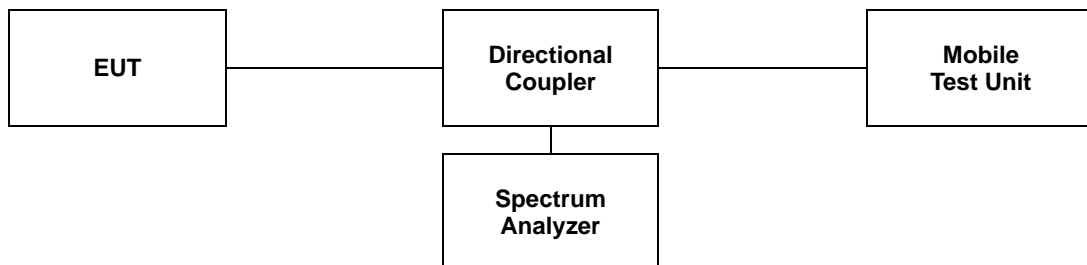 EUT
Directional
Coupler
Mobile
Test Unit
Spectrum
Analyzer